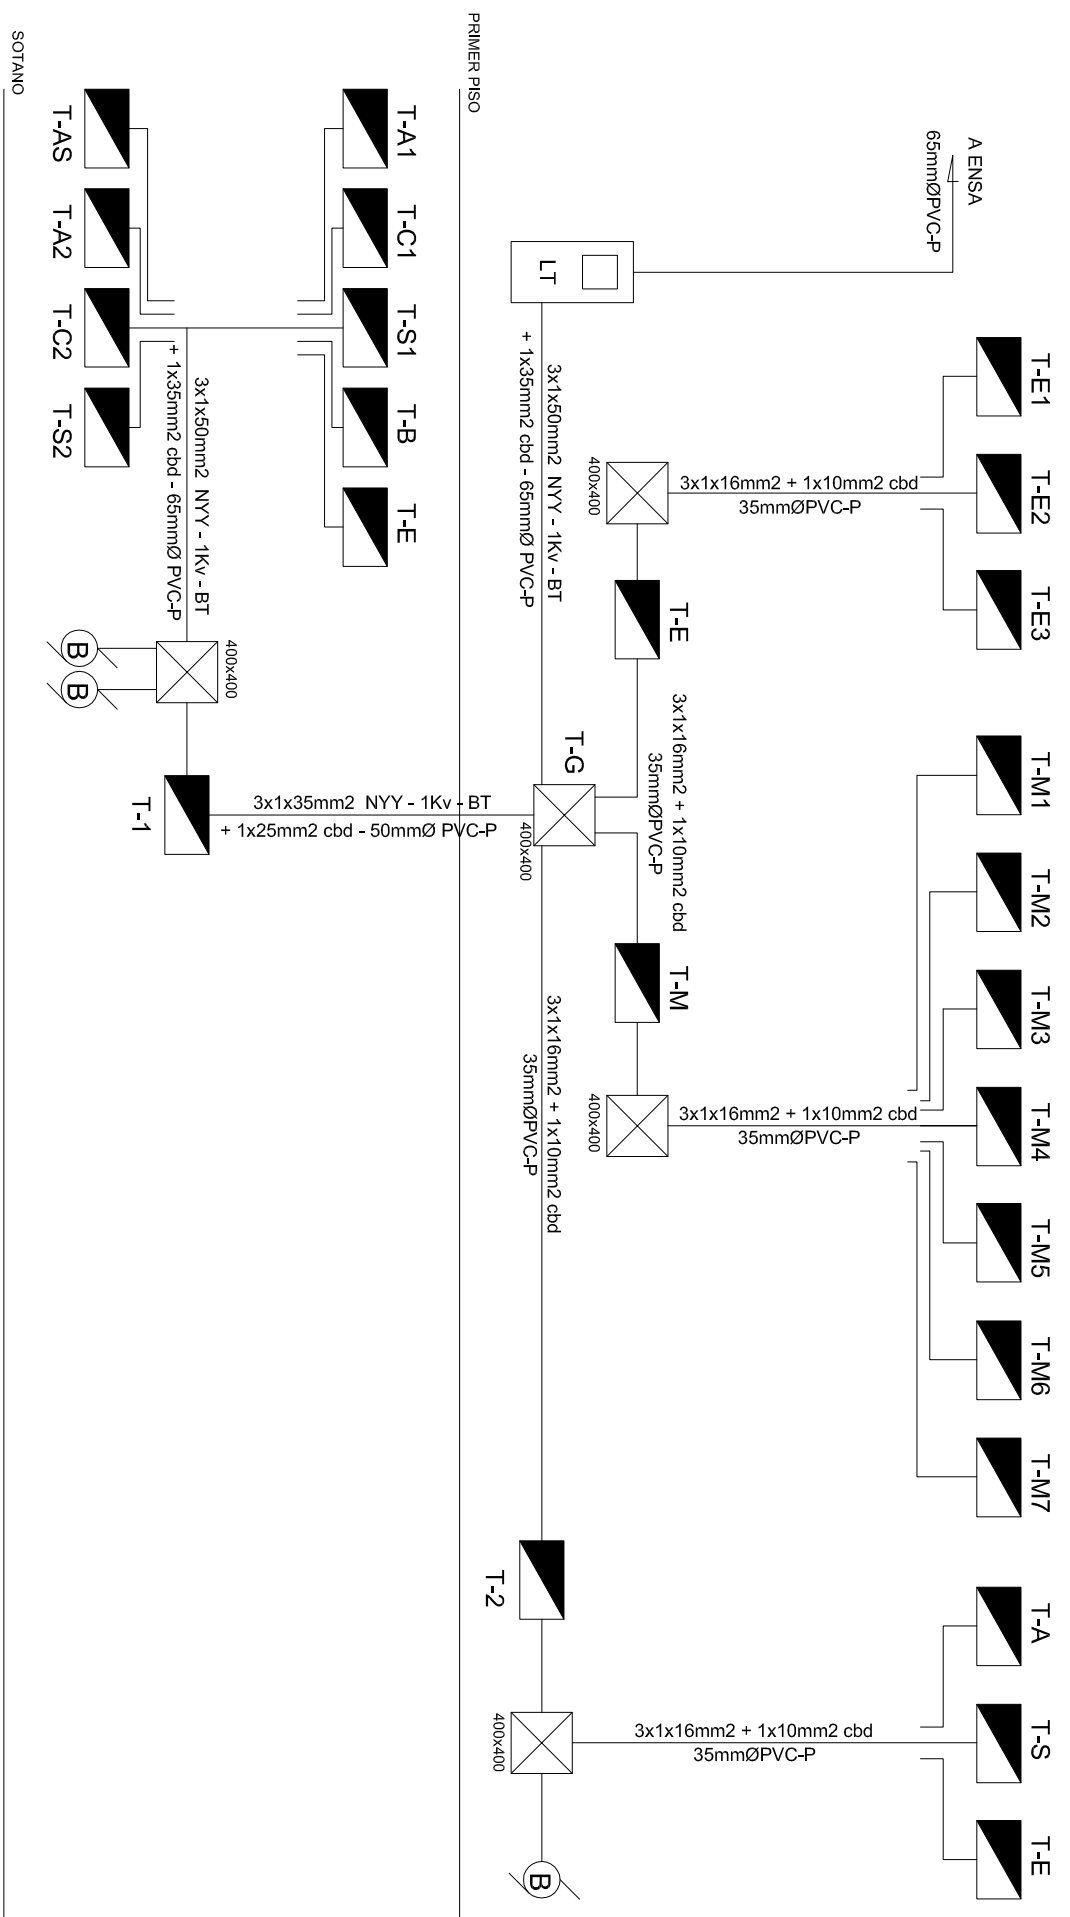 T-E1
T-E2
T-E3
T-M1
T-M2
T-M3
T-M4
T-M5
T-M6
T-M7
T-A
T-S
T-E
A ENSA
65mmØPVC-P
3x1x16mm2 + 1x10mm2 cbd
35mmØPVC-P
3x1x16mm2 + 1x10mm2 cbd
35mmØPVC-P
3x1x16mm2 + 1x10mm2 cbd
35mmØPVC-P
400x400
T-E
3x1x16mm2 + 1x10mm2 cbd
35mmØPVC-P
T-M
400x400
LT
3x1x50mm2 NYY - 1Kv - BT
+ 1x35mm2 cbd - 65mmØ PVC-P
T-G
400x400
3x1x16mm2 + 1x10mm2 cbd
35mmØPVC-P
T-2
400x400
B
PRIMER PISO
3x1x35mm2 NYY - 1Kv - BT
+ 1x25mm2 cbd - 50mmØ PVC-P
T-A1
T-C1
T-S1
T-B
T-E
3x1x50mm2 NYY - 1Kv - BT
+ 1x35mm2 cbd - 65mmØ PVC-P
400x400
T-1
B
B
T-AS
T-A2
T-C2
T-S2
SOTANO